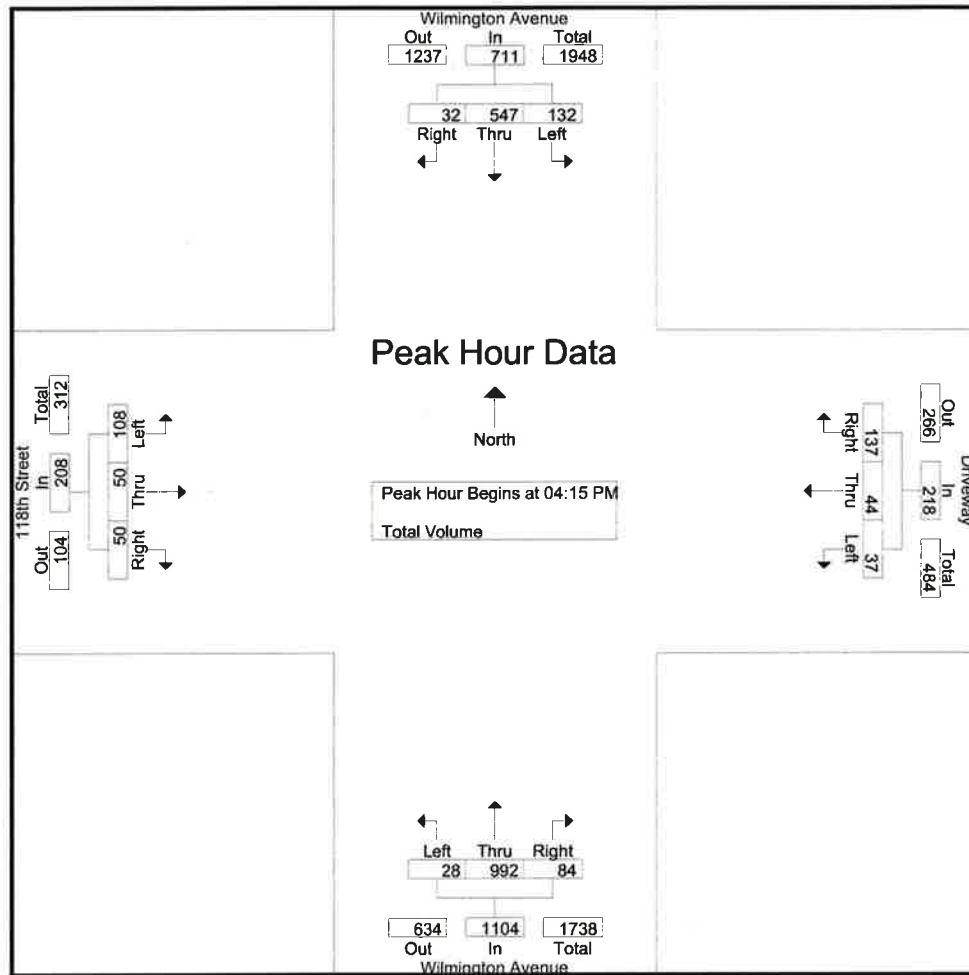 Wilmington Avenue
Out In Total
1237 711 1948
32 547 132
Right Thru Left
Peak Hour Data
North
Peak Hour Begins at 04:15 PM
Total Volume
118th Street
Out In Total
104 208 312
Right Thru Left
50 50 108
Driveway
Out In Total
266 218 484
Right Thru Left
137 44 37
Left Thru Right
28 992 84
634 1104 1738
Out In Total
Wilmington Avenue